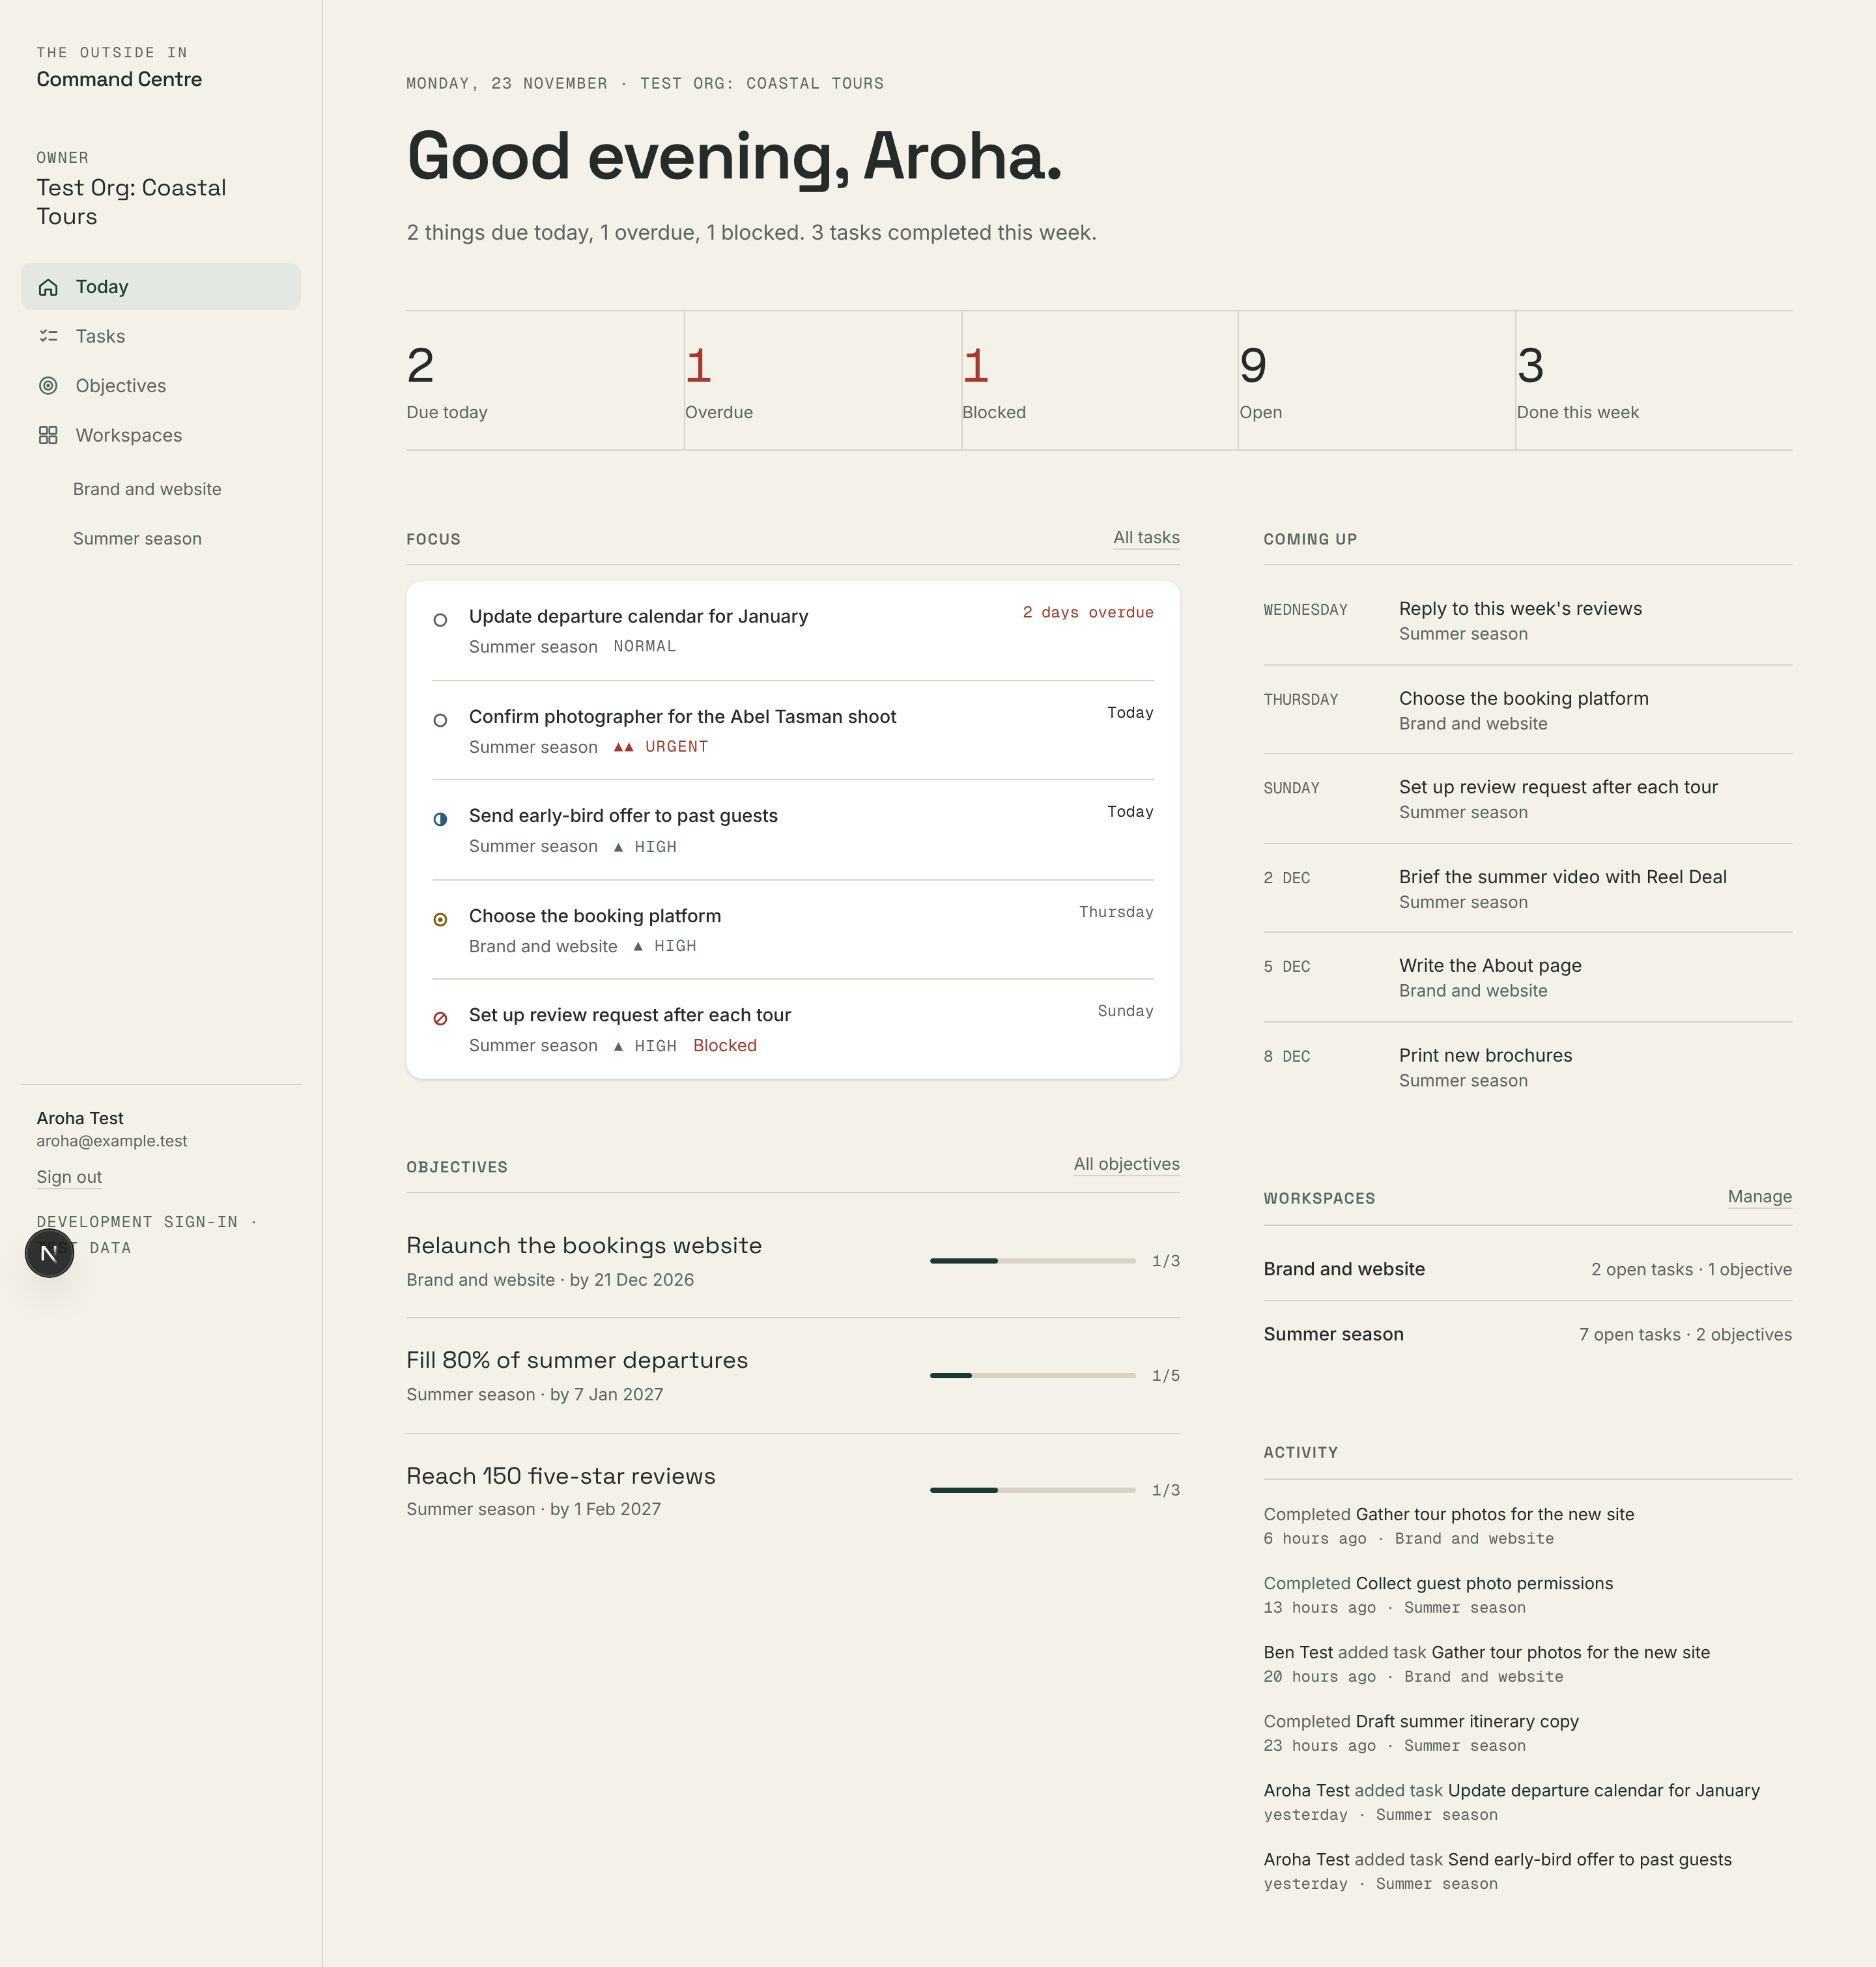 THE OUTSIDE IN
Command Centre
OWNER
Test Org: Coastal
Tours
Today
Tasks
Objectives
Workspaces
Brand and website
Summer season
Aroha Test
aroha@example.test
Sign out
DEVELOPMENT SIGN-IN ·
DATA
N
MONDAY, 23 NOVEMBER · TEST ORG: COASTAL TOURS
Good evening, Aroha.
2 things due today, 1 overdue, 1 blocked. 3 tasks completed this week.
2
Due today
1
Overdue
1
Blocked
9
Open
3
Done this week
FOCUS
All tasks
Update departure calendar for January
2 days overdue
Summer season NORMAL
Confirm photographer for the Abel Tasman shoot
Today
Summer season ▲▲ URGENT
Send early-bird offer to past guests
Today
Summer season ▲ HIGH
Choose the booking platform
Thursday
Brand and website ▲ HIGH
Set up review request after each tour
Sunday
Summer season ▲ HIGH Blocked
OBJECTIVES
All objectives
Relaunch the bookings website
Brand and website · by 21 Dec 2026
1/3
Fill 80% of summer departures
Summer season · by 7 Jan 2027
1/5
Reach 150 five-star reviews
Summer season · by 1 Feb 2027
1/3
COMING UP
WEDNESDAY
Reply to this week's reviews
Summer season
THURSDAY
Choose the booking platform
Brand and website
SUNDAY
Set up review request after each tour
Summer season
2 DEC
Brief the summer video with Reel Deal
Summer season
5 DEC
Write the About page
Brand and website
8 DEC
Print new brochures
Summer season
WORKSPACES
Manage
Brand and website
2 open tasks · 1 objective
Summer season
7 open tasks · 2 objectives
ACTIVITY
Completed Gather tour photos for the new site
6 hours ago · Brand and website
Completed Collect guest photo permissions
13 hours ago · Summer season
Ben Test added task Gather tour photos for the new site
20 hours ago · Brand and website
Completed Draft summer itinerary copy
23 hours ago · Summer season
Aroha Test added task Update departure calendar for January
yesterday · Summer season
Aroha Test added task Send early-bird offer to past guests
yesterday · Summer season